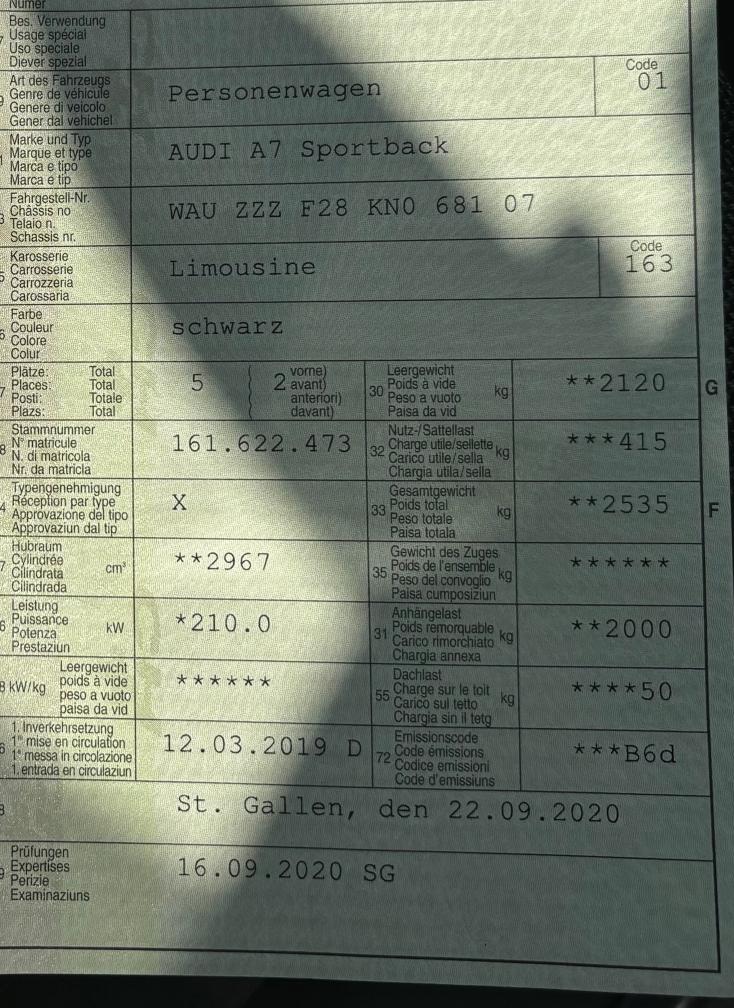 Numer
Bes. Verwendung
Usage spécial
Uso speciale
Diever spezial
Art des Fahrzeugs
Genre de véhicule
Genere di veicolo
Gener dal vehichel
Personenwagen
Code
01
Marke und Typ
Marque et type
Marca e tipo
Marca e tip
AUDI A7 Sportback
Fahrgestell-Nr.
Châssis no
Telaio n.
Schassis nr.
WAU ZZZ F28 KN0 681 07
Karosserie
Carrosserie
Carrozzeria
Carossaria
Limousine
Code
163
Farbe
Couleur
Colore
Colur
schwarz
Plätze: Total
Places: Total
Posti: Totale
Plazs: Total
5 ( 2 vorne)
avant)
anteriori)
davant)
30 Leergewicht
Poids à vide
Peso a vuoto
Paisa da vid
kg
**2120
G
Stammnummer
N° matricule
N. di matricola
Nr. da matricla
161.622.473
32 Nutz-/Sattellast
Charge utile/sellette
Carico utile/sella
Chargia utila/sella
kg
***415
Typengenehmigung
Réception par type
Approvazione del tipo
Approvaziun dal tip
X
33 Gesamtgewicht
Poids total
Peso totale
Paisa totala
kg
**2535
F
Hubraum
Cylindrée
Cilindrata
Cilindrada
cm³
**2967
35 Gewicht des Zuges
Poids de l'ensemble
Peso del convoglio
Paisa cumposiziun
kg
******
Leistung
Puissance
Potenza
Prestaziun
kW
*210.0
31 Anhängelast
Poids remorquable
Carico rimorchiato
Chargia annexa
kg
**2000
kW/kg
Leergewicht
poids à vide
peso a vuoto
paisa da vid
******
55 Dachlast
Charge sur le toit
Carico sul tetto
Chargia sin il tetg
kg
****50
1. Inverkehrsetzung
1re mise en circulation
1a messa in circolazione
1. entrada en circulaziun
12.03.2019 D
72 Emissionscode
Code émissions
Codice emissioni
Code d'emissiuns
***B6d
St. Gallen, den 22.09.2020
Prüfungen
Expertises
Perizie
Examinaziuns
16.09.2020 SG